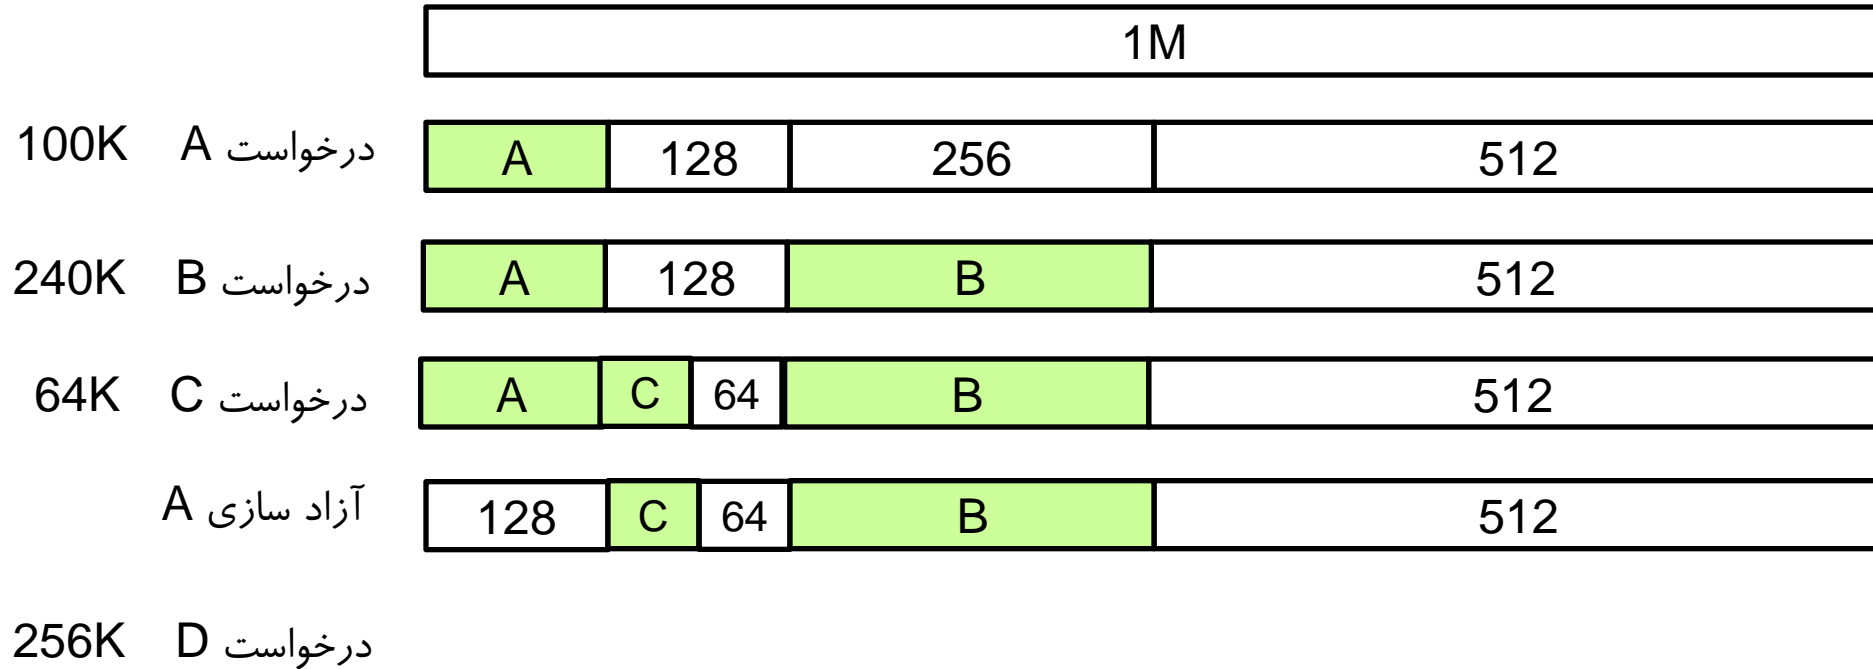 1M
درخواست A 100K
A 128 256 512
درخواست B 240K
A 128 B 512
درخواست C 64K
A C 64 B 512
آزاد سازی A
128 C 64 B 512
درخواست D 256K